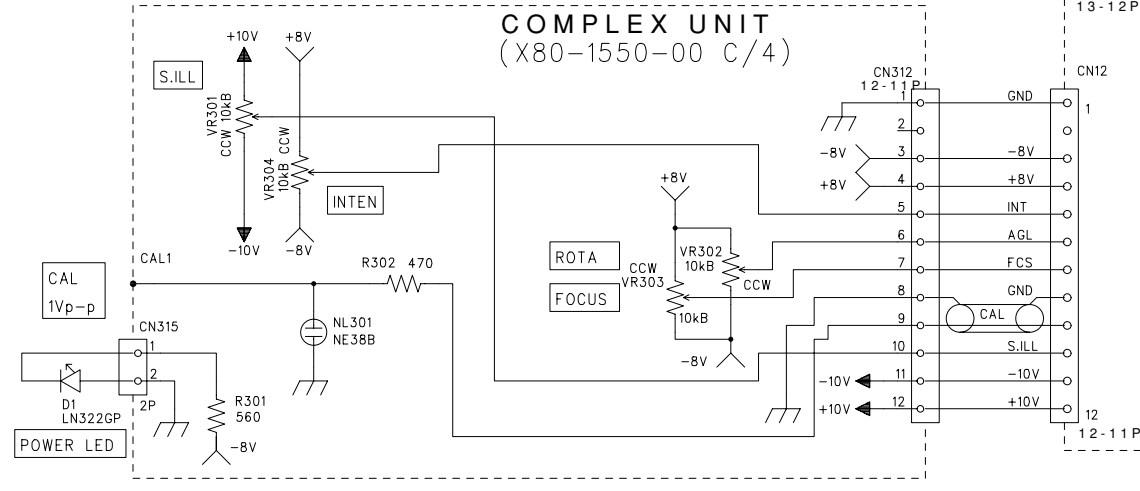 13-12P
COMPLEX UNIT
(X80-1550-00 C/4)
+10V
+8V
S.ILL
VR301
CCW 10kB
VR304
10kB CCW
INTEN
-10V
-8V
CN312
12-11P
CN12
1
GND
1
2
-8V
3
-8V
+8V
4
+8V
5
INT
6
AGL
7
FCS
8
GND
9
CAL
10
S.ILL
-10V
11
-10V
+10V
12
+10V
12
12-11P
+8V
ROTA
FOCUS
VR302
10kB
CCW
CCW
VR303
10kB
-8V
CAL1
CAL
1Vp-p
R302 470
NL301
NE38B
CN315
1
2
2P
D1
LN322GP
R301
560
-8V
POWER LED